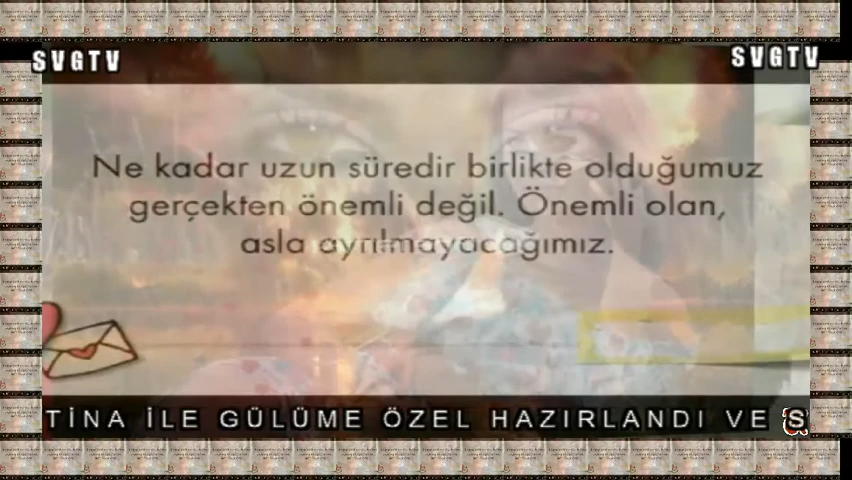 SVGTV
SVGTV
Ne kadar uzun süredir birlikte olduğumuz
gerçekten önemli değil. Önemli olan,
asla ayrılmayacağımız.
TİNA İLE GÜLÜME ÖZEL HAZIRLANDI VE S